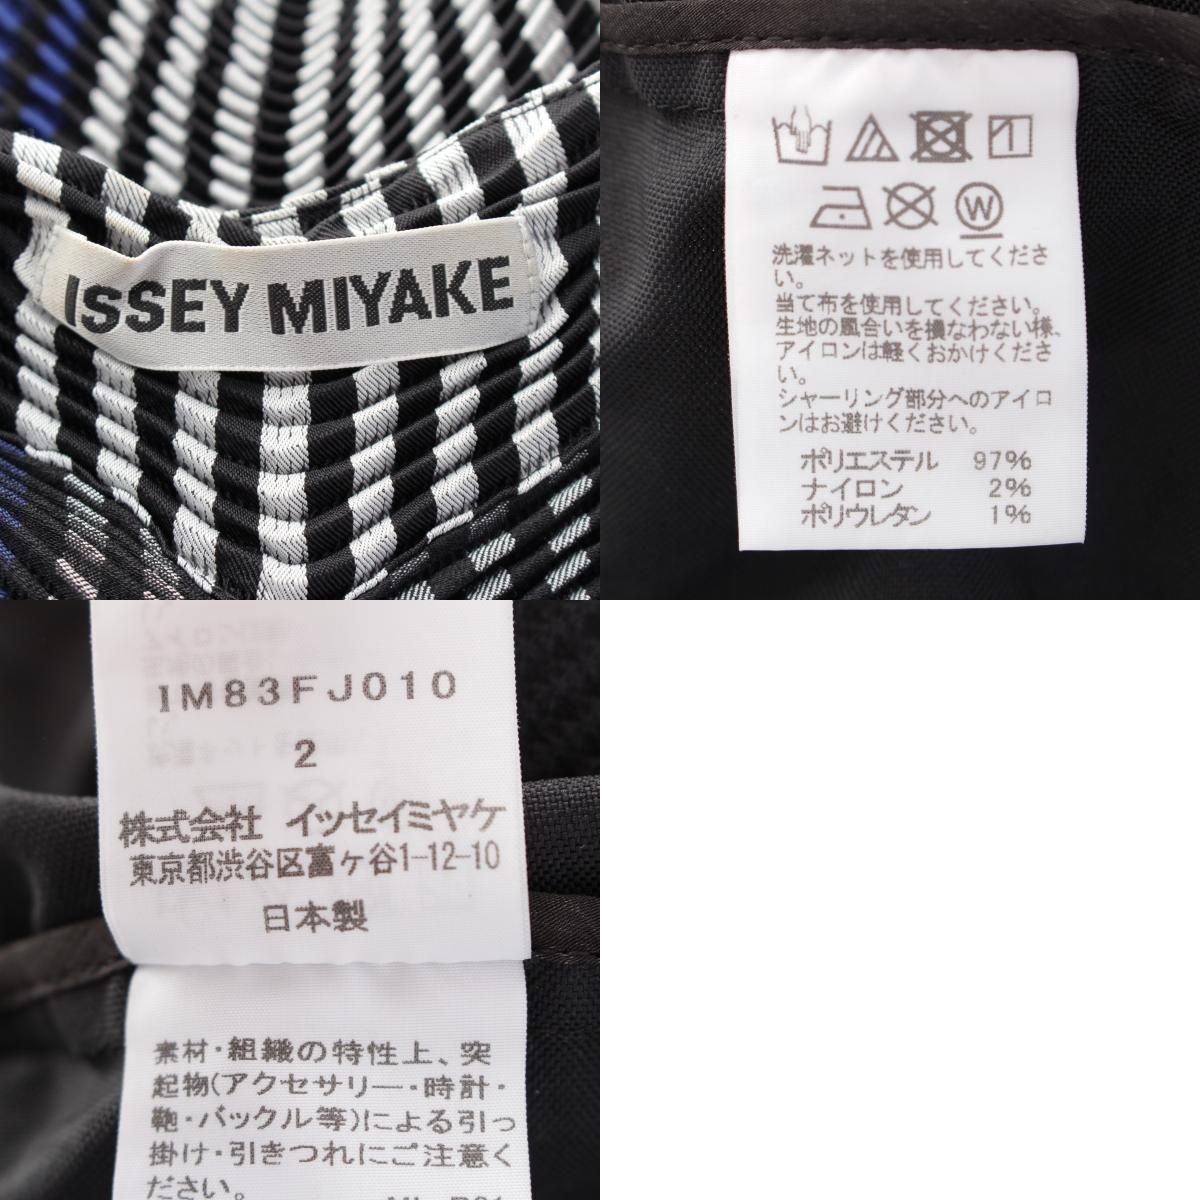 ISSEY MIYAKE
W
洗濯ネットを使用してくださ
い。
当て布を使用してください。
生地の風合いを損なわない様、
アイロンは軽くおかけくださ
い。
シャーリング部分へのアイロ
ンはお避けください。
ポリエステル 97%
ナイロン 2%
ポリウレタン 1%
IM83FJ010
2
株式会社 イッセイミヤケ
東京都渋谷区富ヶ谷1-12-10
日本製
素材・組織の特性上、突
起物(アクセサリー・時計・
鞄・バックル等)による引っ
掛け・引きつれにご注意く
ださい。